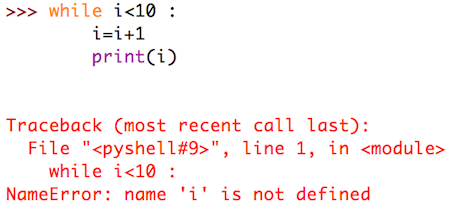 >>> while i<10 :
        i=i+1
        print(i)
Traceback (most recent call last):
  File "<pyshell#9>", line 1, in <module>
    while i<10 :
NameError: name 'i' is not defined